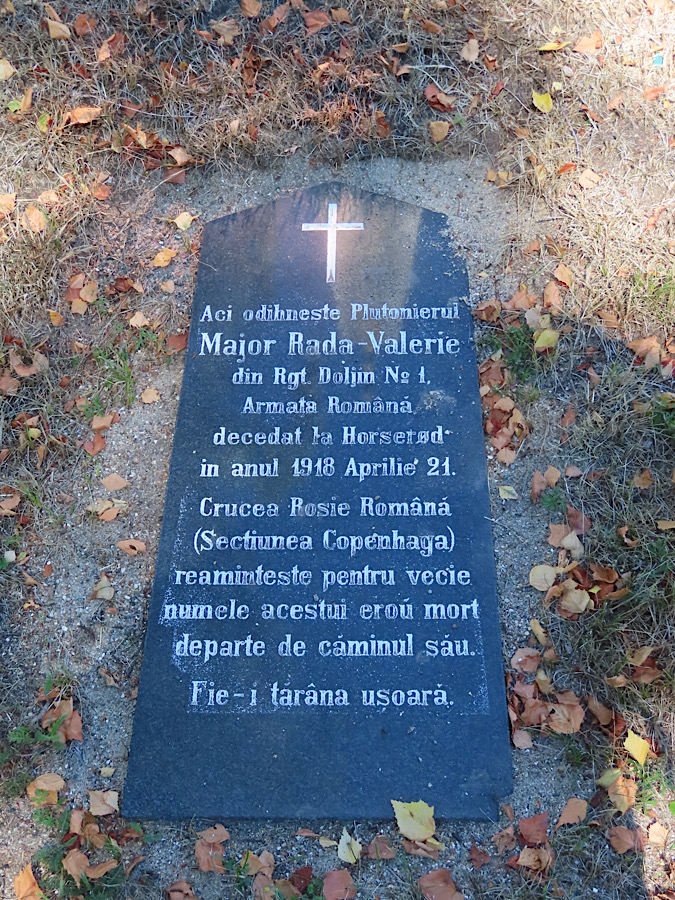 Aci odihneste Plutonierul
Major Rada-Valerie
din Rgt. Doljin No 1,
Armata Română
decedat la Horserød
in anul 1918 Aprilie 21.
Crucea Rosie Română
(Sectiunea Copenhaga)
reaminteste pentru vecie
numele acestui erou mort
departe de căminul său.
Fie-i tărâna ușoară.